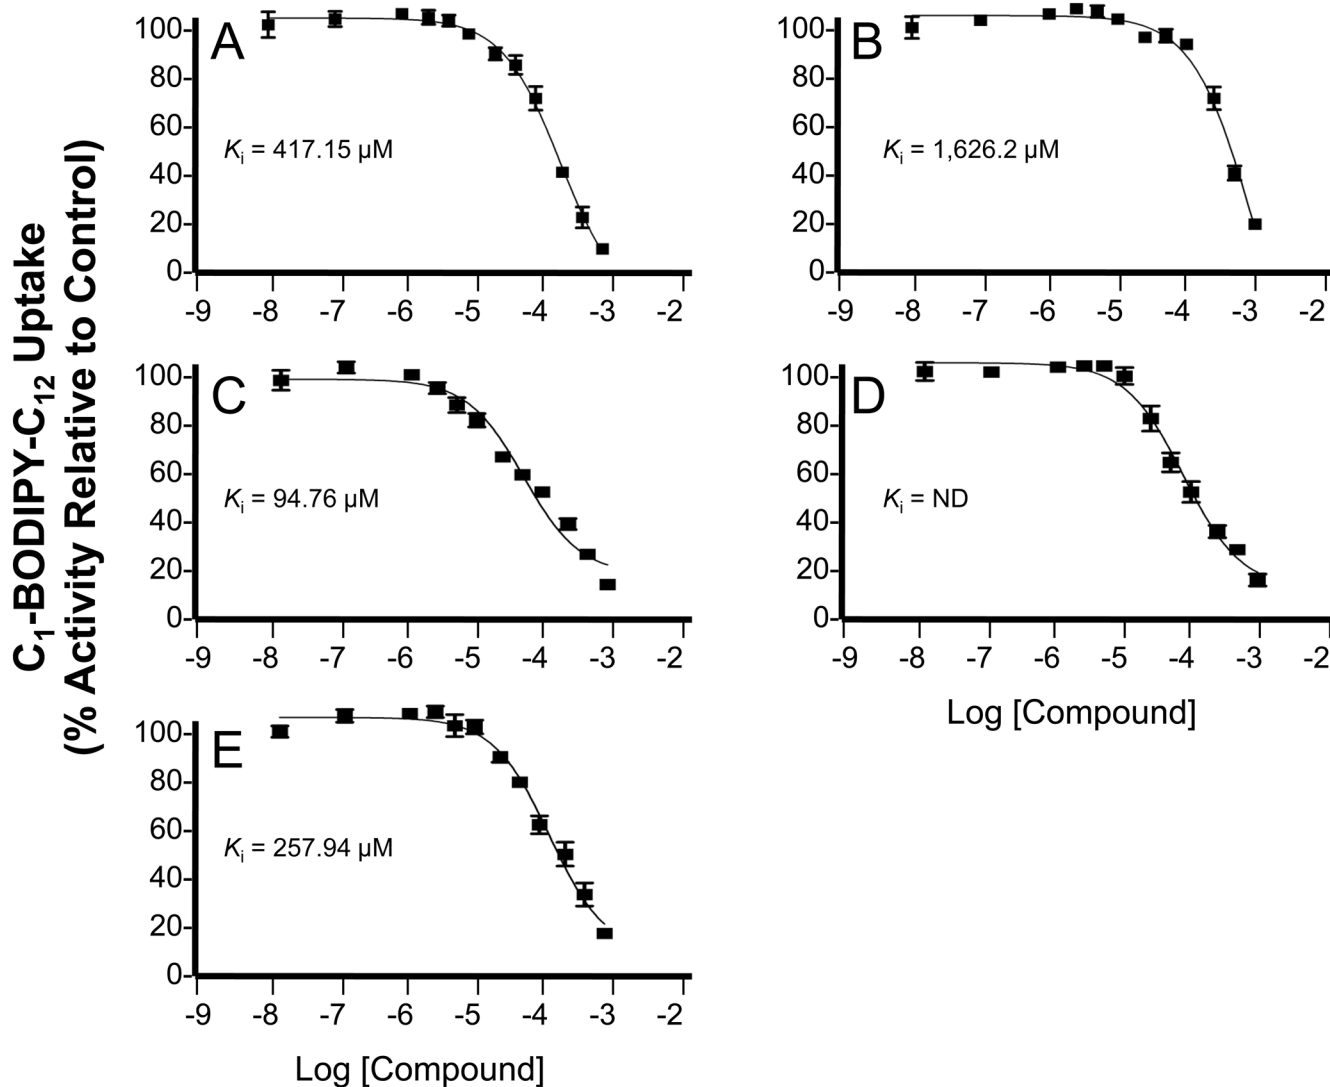 C₁-BODIPY-C₁₂ Uptake
(% Activity Relative to Control)
A
100
80
60
40
20
0
Kᵢ = 417.15 µM
-9 -8 -7 -6 -5 -4 -3 -2
B
100
80
60
40
20
0
Kᵢ = 1,626.2 µM
-9 -8 -7 -6 -5 -4 -3 -2
C
100
80
60
40
20
0
Kᵢ = 94.76 µM
-9 -8 -7 -6 -5 -4 -3 -2
D
100
80
60
40
20
0
Kᵢ = ND
-9 -8 -7 -6 -5 -4 -3 -2
Log [Compound]
E
100
80
60
40
20
0
Kᵢ = 257.94 µM
-9 -8 -7 -6 -5 -4 -3 -2
Log [Compound]